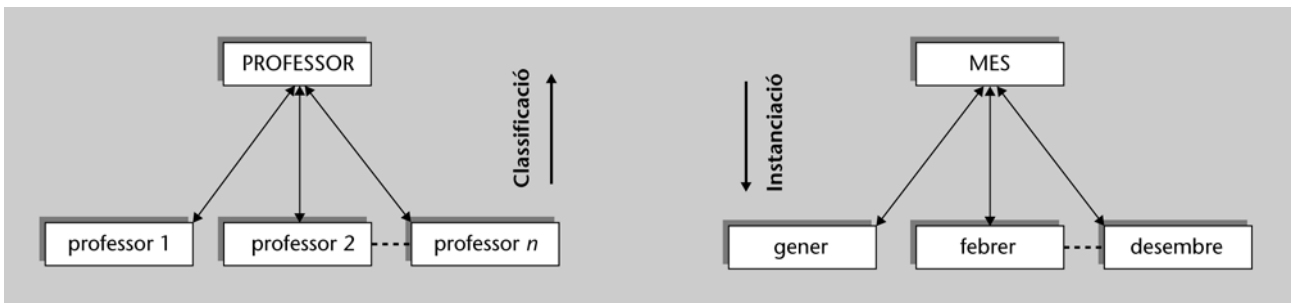 PROFESSOR
MES
Classificació
Instanciació
professor 1
professor 2
professor n
gener
febrer
desembre